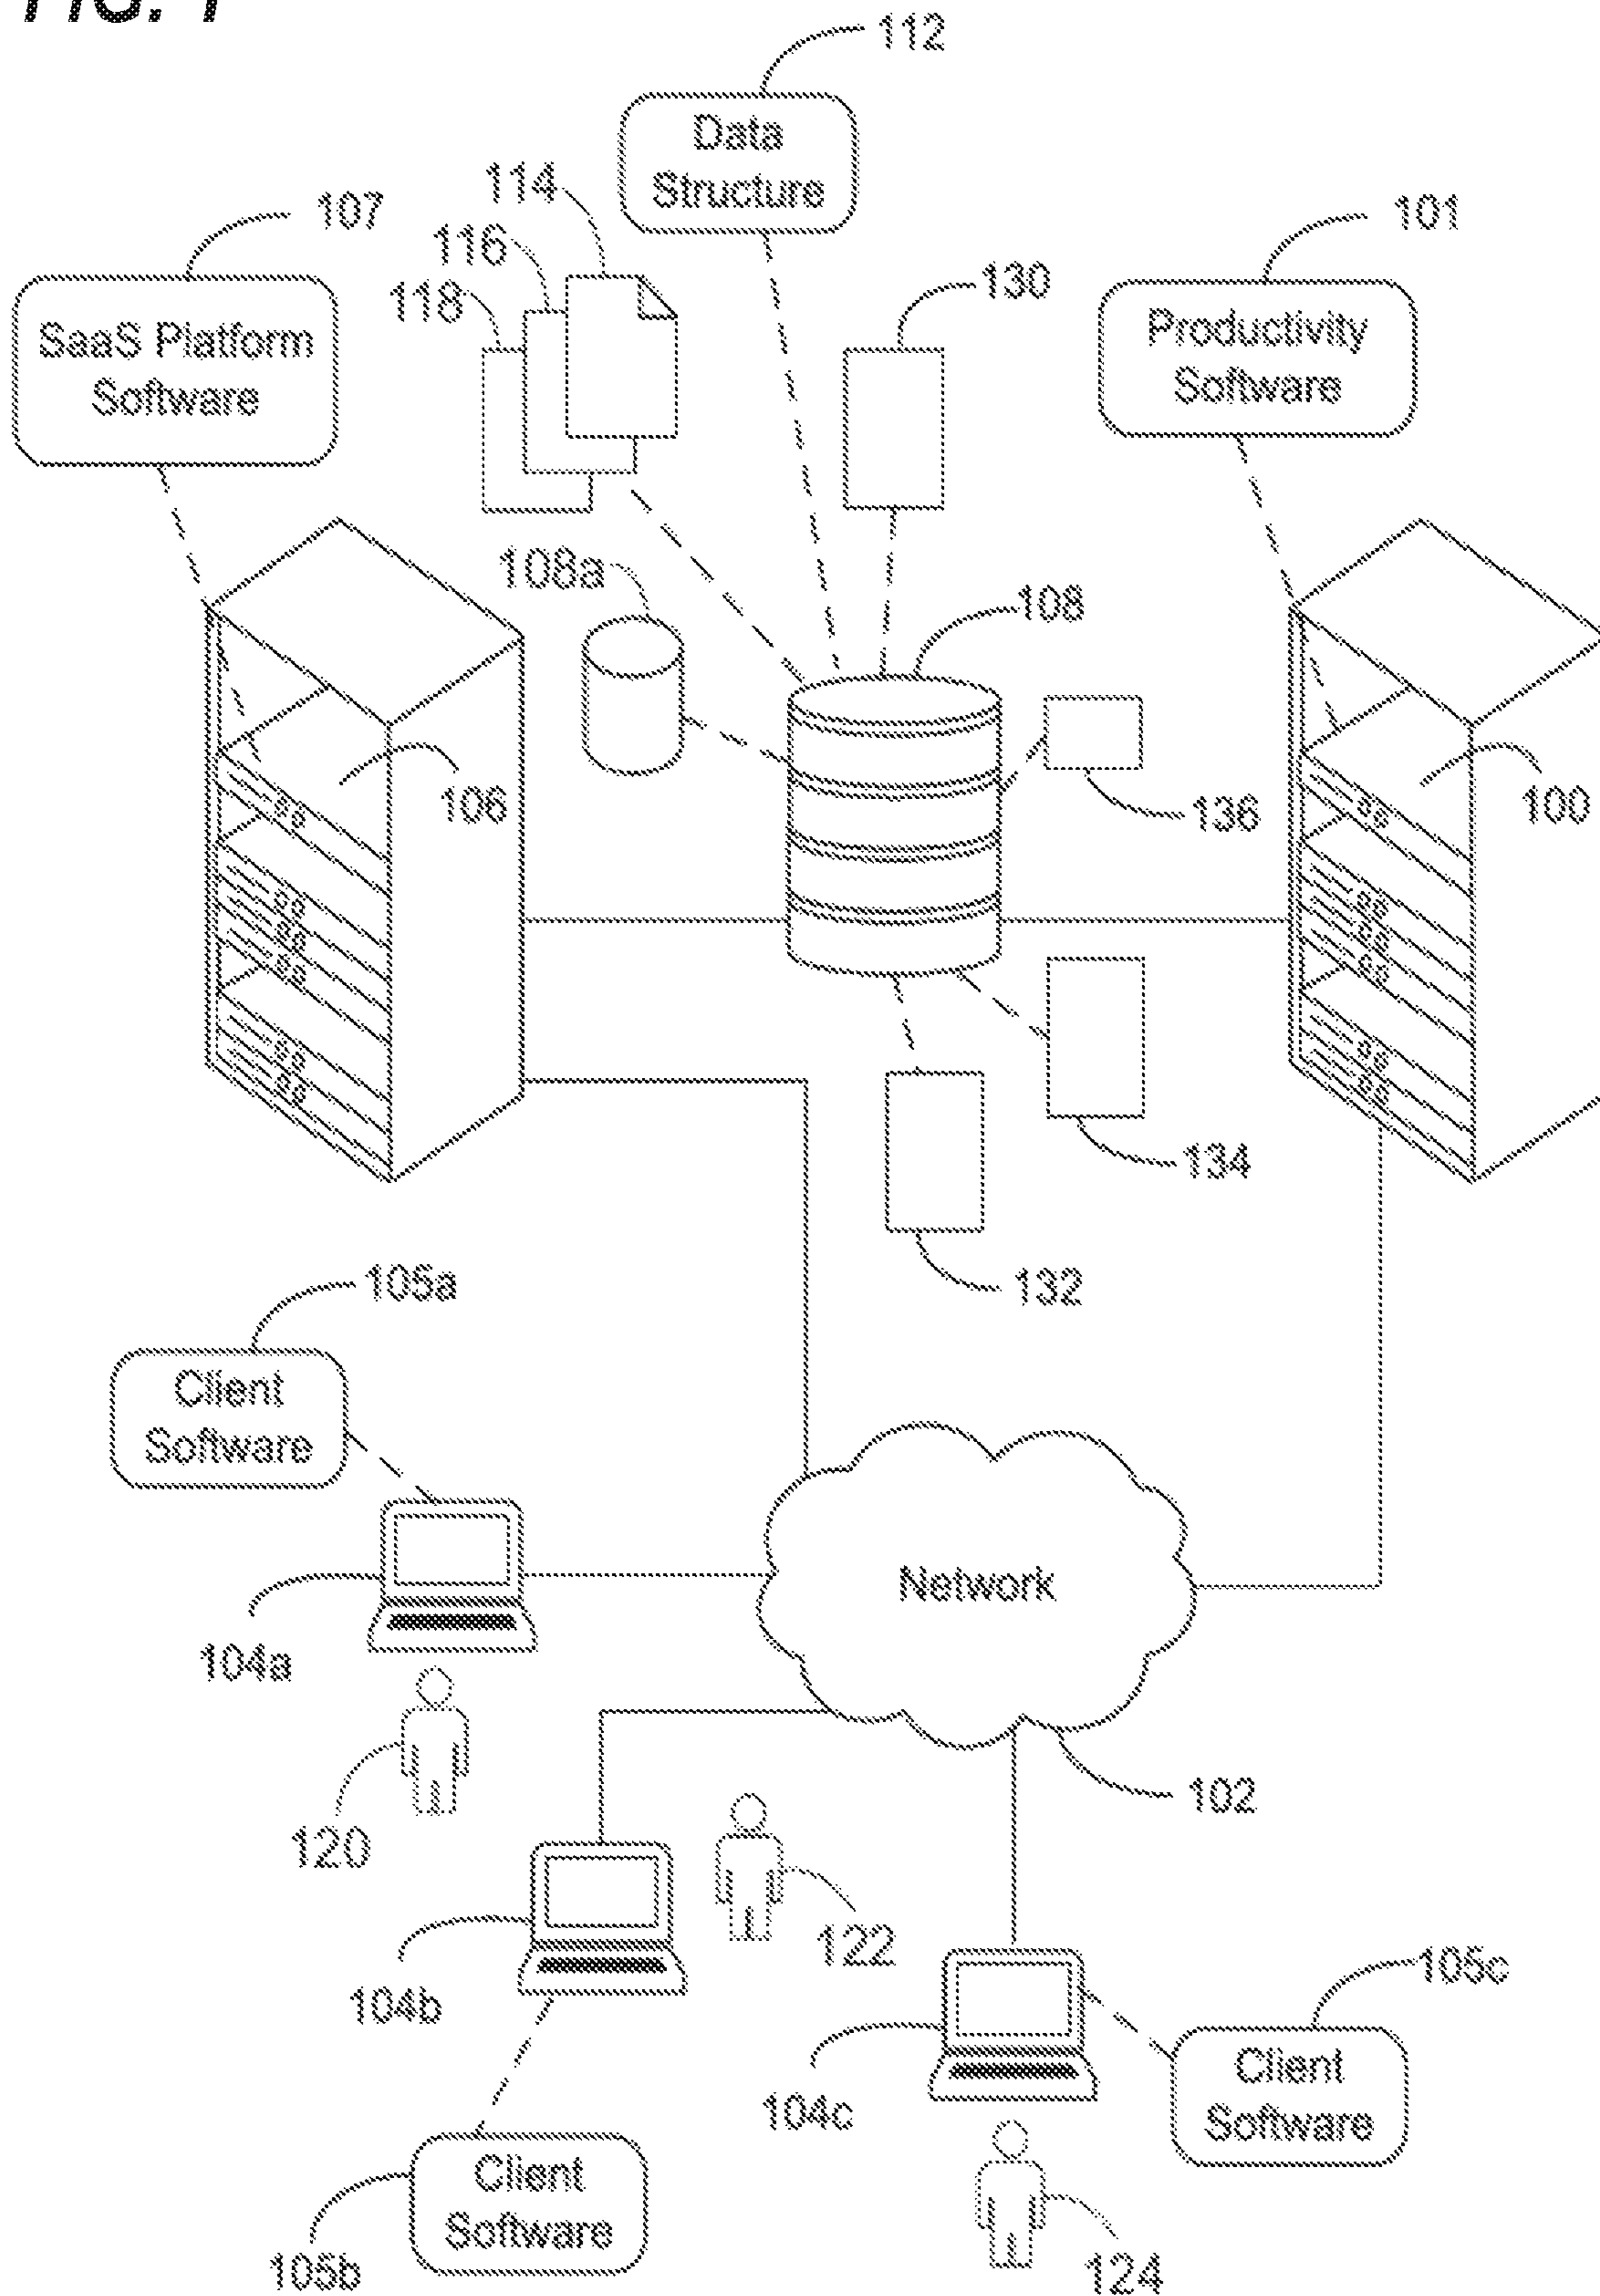 FIG. 1
112
Data
Structure
114
107
116
101
118
130
SaaS Platform
Software
Productivity
Software
108a
108
106
136
100
134
132
105a
Client
Software
Network
104a
102
120
122
104b
105c
104c
Client
Software
Client
Software
105b
124